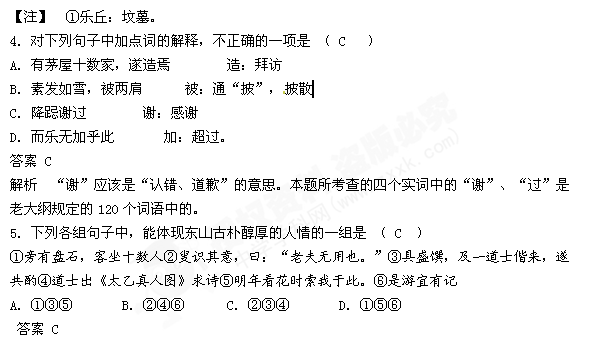 【注】 ①乐丘：坟墓。
4．对下列句子中加点词的解释，不正确的一项是 （ C ）
A．有茅屋十数家，遂造焉 造：拜访
B．素发如雪，被两肩 被：通“披”，披散
C．降跽谢过 谢：感谢
D．而乐无加乎此 加：超过。
答案 C
解析 “谢”应该是“认错、道歉”的意思。本题所考查的四个实词中的“谢”、“过”是
老大纲规定的 120 个词语中的。
5．下列各组句子中，能体现东山古朴醇厚的人情的一组是 （ C ）
①旁有盘石，客坐十数人②叟识其意，曰：“老夫无用也。”③具盛馔，及一道士偕来，遂
共酌④道士出《太乙真人图》求诗⑤明年看花时索我于此。⑥是游宜有记
A．①③⑤ B．②④⑥ C．②③④ D．①⑤⑥
答案 C